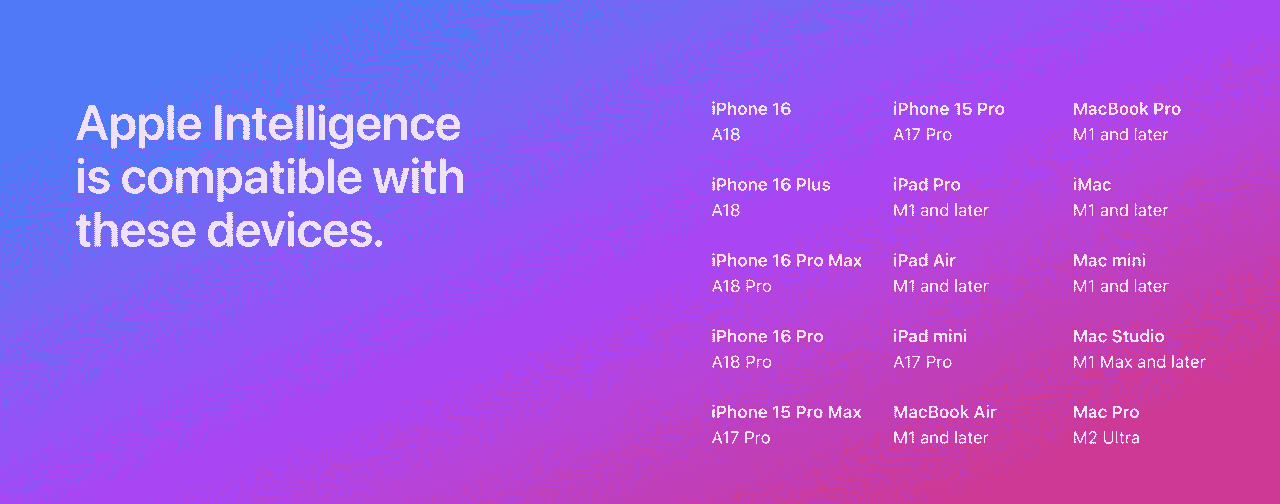 Apple Intelligence
is compatible with
these devices.
iPhone 16
A18
iPhone 16 Plus
A18
iPhone 16 Pro Max
A18 Pro
iPhone 16 Pro
A18 Pro
iPhone 15 Pro Max
A17 Pro
iPhone 15 Pro
A17 Pro
iPad Pro
M1 and later
iPad Air
M1 and later
iPad mini
A17 Pro
MacBook Air
M1 and later
MacBook Pro
M1 and later
iMac
M1 and later
Mac mini
M1 and later
Mac Studio
M1 Max and later
Mac Pro
M2 Ultra